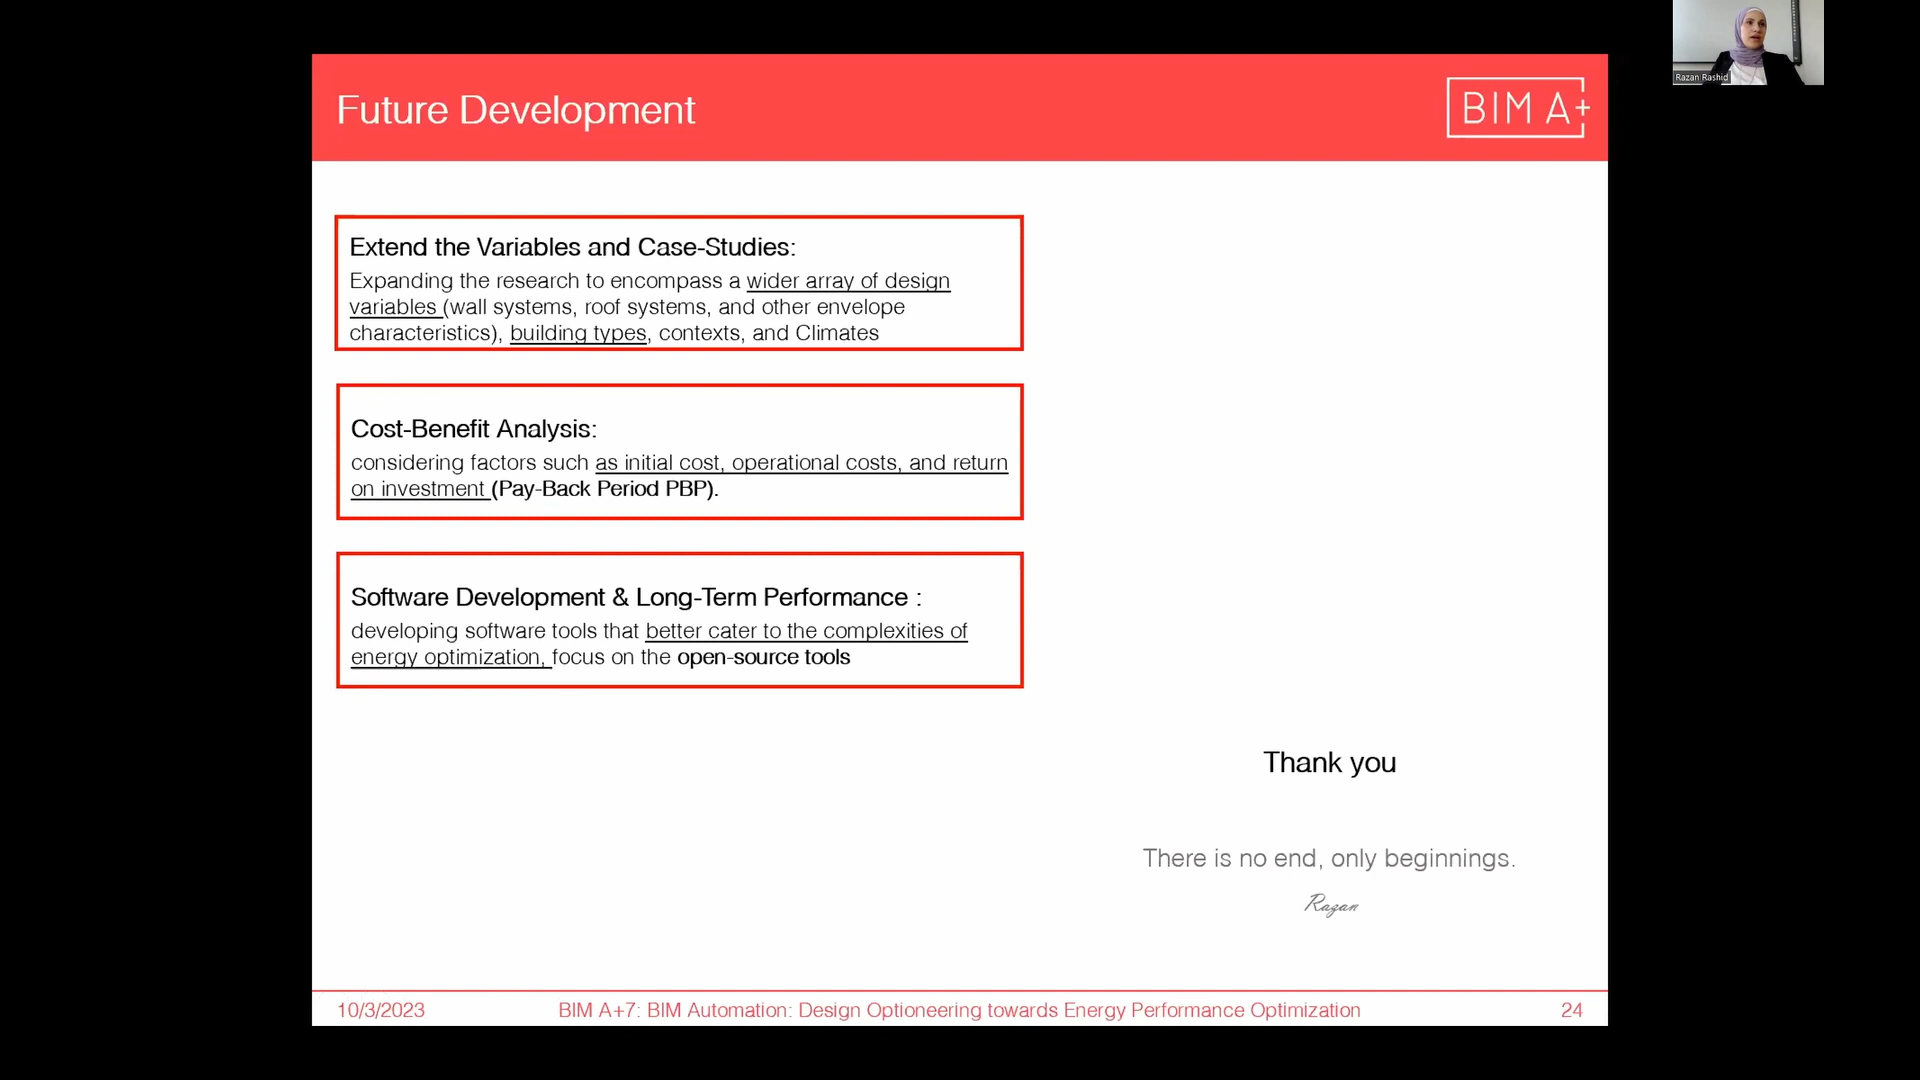 Razan Rashid
Future Development
BIM A+
Extend the Variables and Case-Studies:
Expanding the research to encompass a wider array of design
variables (wall systems, roof systems, and other envelope
characteristics), building types, contexts, and Climates
Cost-Benefit Analysis:
considering factors such as initial cost, operational costs, and return
on investment (Pay-Back Period PBP).
Software Development & Long-Term Performance :
developing software tools that better cater to the complexities of
energy optimization, focus on the open-source tools
Thank you
There is no end, only beginnings.
Razan
10/3/2023 BIM A+7: BIM Automation: Design Optioneering towards Energy Performance Optimization 24